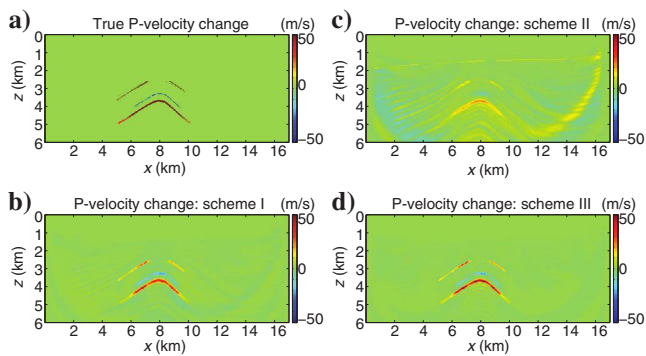 a)
True P-velocity change
(m/s)
0
1
2
3
4
5
6
z (km)
2 4 6 8 10 12 14 16
x (km)
50
0
−50
c)
P-velocity change: scheme II
(m/s)
0
1
2
3
4
5
6
z (km)
2 4 6 8 10 12 14 16
x (km)
50
0
−50
b)
P-velocity change: scheme I
(m/s)
0
1
2
3
4
5
6
z (km)
2 4 6 8 10 12 14 16
x (km)
50
0
−50
d)
P-velocity change: scheme III
(m/s)
0
1
2
3
4
5
6
z (km)
2 4 6 8 10 12 14 16
x (km)
50
0
−50